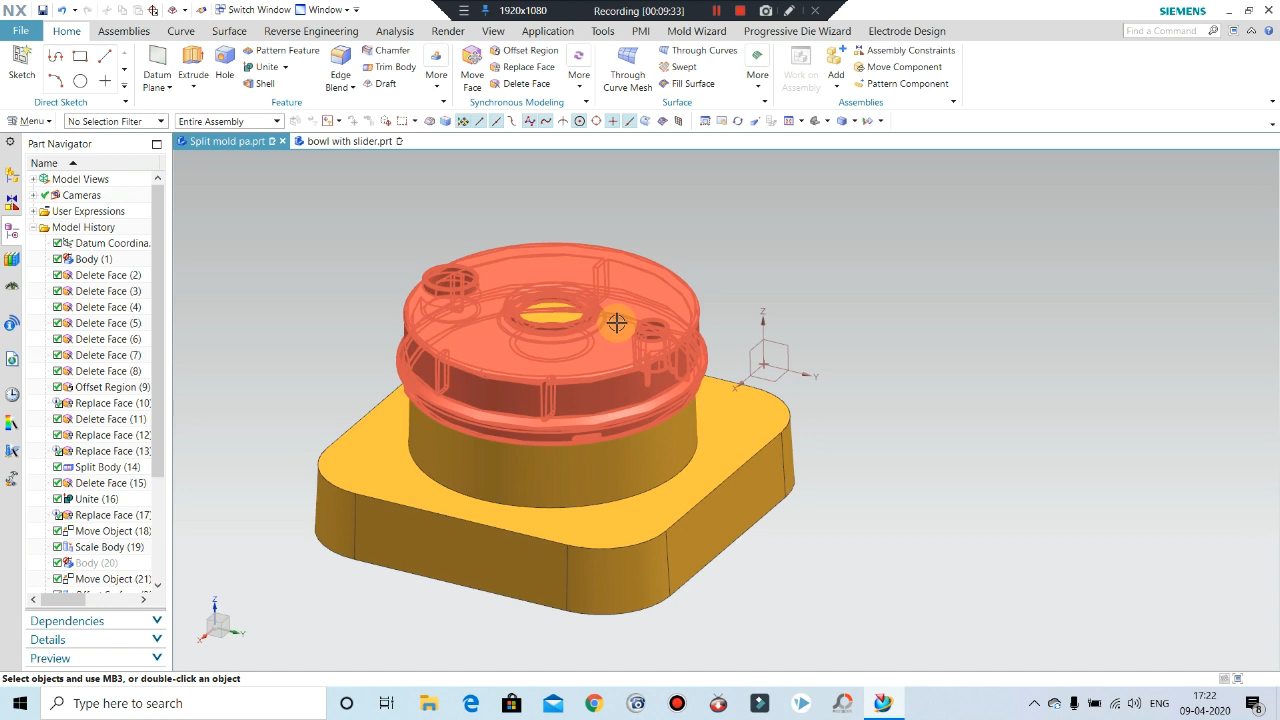 NX
Switch Window
Window
1920x1080
Recording [00:09:33]
SIEMENS
File
Home
Assemblies
Curve
Surface
Reverse Engineering
Analysis
Render
View
Application
Tools
PMI
Mold Wizard
Progressive Die Wizard
Electrode Design
Find a Command
Sketch
Direct Sketch
Datum Plane
Extrude
Hole
Pattern Feature
Unite
Shell
Edge Blend
Chamfer
Trim Body
Draft
More
Feature
Move Face
Offset Region
Replace Face
Delete Face
More
Synchronous Modeling
Through Curve Mesh
Through Curves
Swept
Fill Surface
More
Surface
Work on Assembly
Add
Assembly Constraints
Move Component
Pattern Component
Assemblies
Menu
No Selection Filter
Entire Assembly
Part Navigator
Split mold pa.prt
bowl with slider.prt
Name
Model Views
Cameras
User Expressions
Model History
Datum Coordina.
Body (1)
Delete Face (2)
Delete Face (3)
Delete Face (4)
Delete Face (5)
Delete Face (6)
Delete Face (7)
Delete Face (8)
Offset Region (9)
Replace Face (10)
Delete Face (11)
Replace Face (12)
Replace Face (13)
Split Body (14)
Delete Face (15)
Unite (16)
Replace Face (17)
Move Object (18)
Scale Body (19)
Body (20)
Move Object (21)
Dependencies
Details
Preview
Z
Y
X
Z
Y
X
Select objects and use MB3, or double-click an object
Type here to search
ENG
17:22
09-04-2020